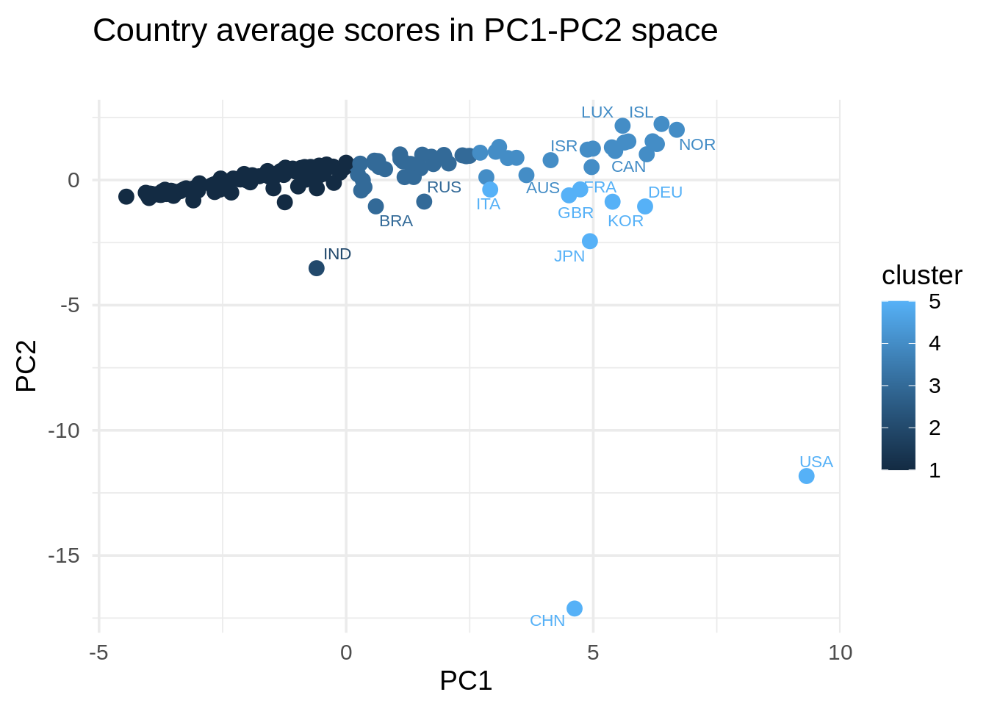 Country average scores in PC1-PC2 space
LUX ISL
ISR NOR
CAN
0
RUS AUS FRA DEU
ITA
GBR KOR
BRA
IND JPN
cluster
5
-5
4
PC2
3
-10
2
USA
1
-15
CHN
-5 0 5 10
PC1